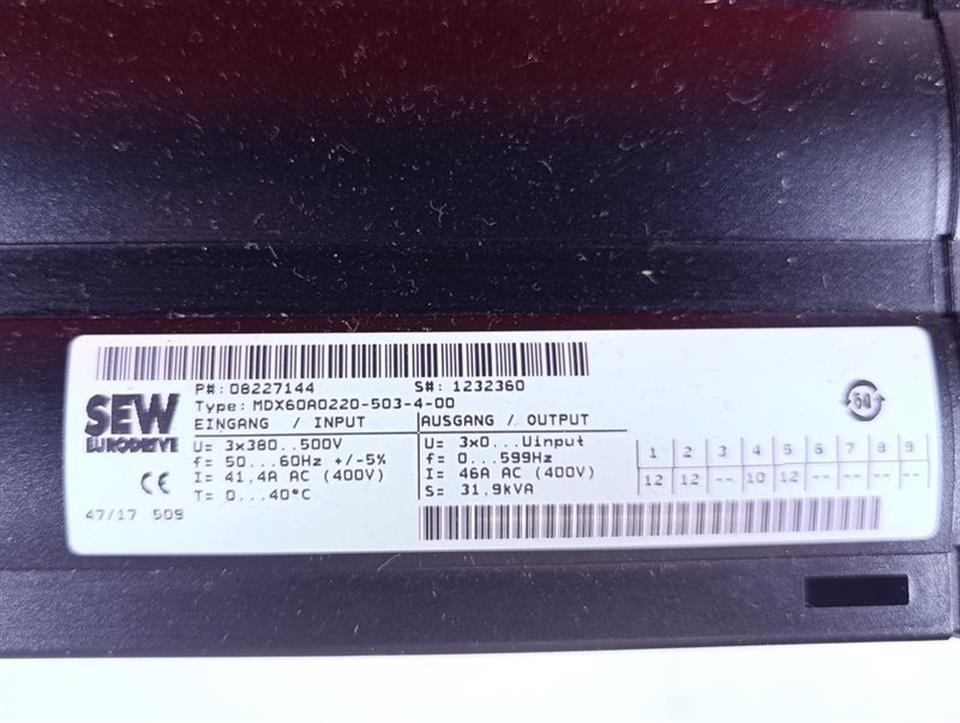 P#: 08227144 S#: 1232360
SEW
EURODRIVE
Type: MDX60A0220-503-4-00
EINGANG / INPUT
U= 3x380..500V
f= 50...60Hz +/-5%
I= 41,4A AC (400V)
T= 0...40°C
AUSGANG / OUTPUT
U= 3x0...Uinput
f= 0...599Hz
I= 46A AC (400V)
S= 31,9kVA
1 2 3 4 5 6 7 8 9
12 12 -- 10 12 -- -- -- --
50
CE
47/17 509